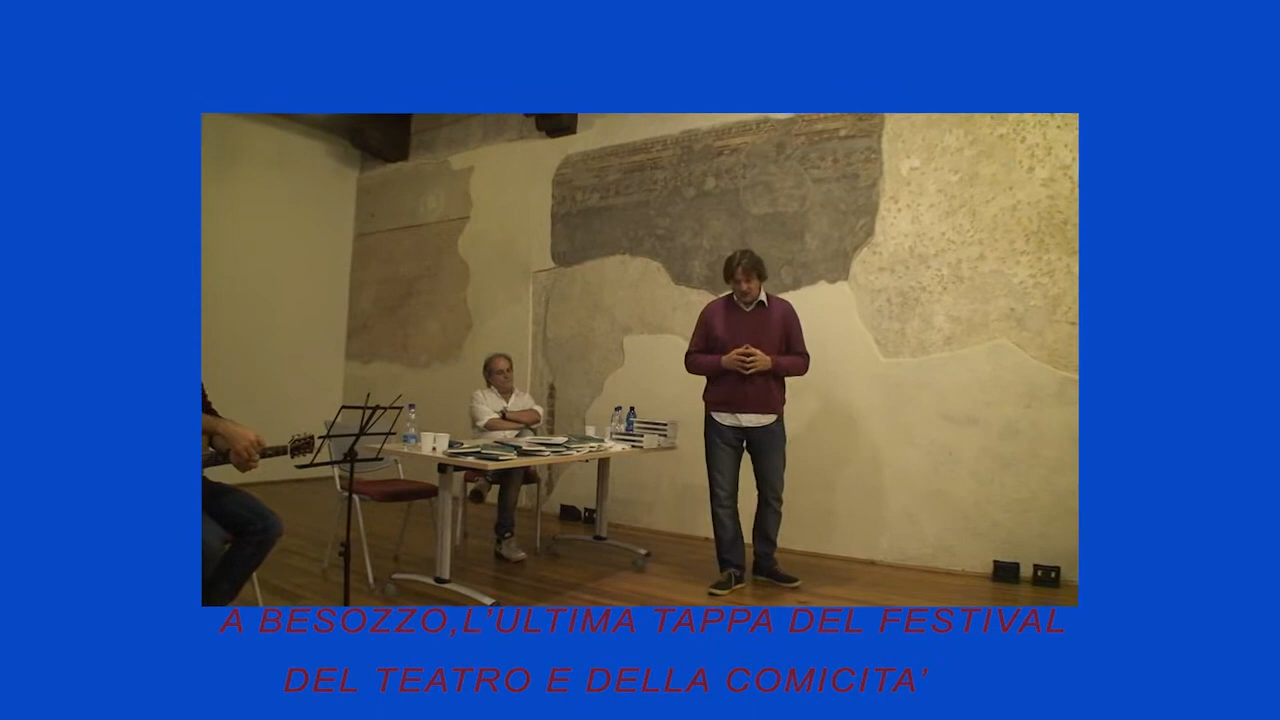 A BESOZZO,L'ULTIMA TAPPA DEL FESTIVAL
DEL TEATRO E DELLA COMICITA'